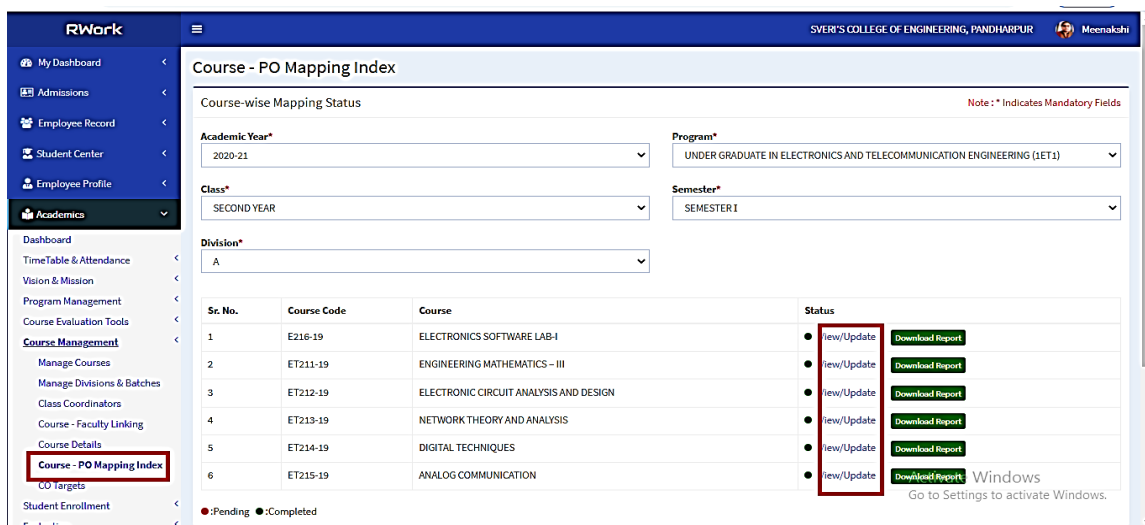 RWork
SVERI'S COLLEGE OF ENGINEERING, PANDHARPUR
Meenakshi
My Dashboard
Admissions
Employee Record
Student Center
Employee Profile
Academics
Dashboard
TimeTable & Attendance
Vision & Mission
Program Management
Course Evaluation Tools
Course Management
Manage Courses
Manage Divisions & Batches
Class Coordinators
Course - Faculty Linking
Course Details
Course - PO Mapping Index
CO Targets
Student Enrollment
Course - PO Mapping Index
Course-wise Mapping Status
Note : * Indicates Mandatory Fields
Academic Year*
2020-21
Program*
UNDER GRADUATE IN ELECTRONICS AND TELECOMMUNICATION ENGINEERING (1ET1)
Class*
SECOND YEAR
Semester*
SEMESTER I
Division*
A
Sr. No. Course Code Course Status
1 E216-19 ELECTRONICS SOFTWARE LAB-I View/Update Download Report
2 ET211-19 ENGINEERING MATHEMATICS – III View/Update Download Report
3 ET212-19 ELECTRONIC CIRCUIT ANALYSIS AND DESIGN View/Update Download Report
4 ET213-19 NETWORK THEORY AND ANALYSIS View/Update Download Report
5 ET214-19 DIGITAL TECHNIQUES View/Update Download Report
6 ET215-19 ANALOG COMMUNICATION View/Update Download Report
:Pending :Completed
Activate Windows
Go to Settings to activate Windows.